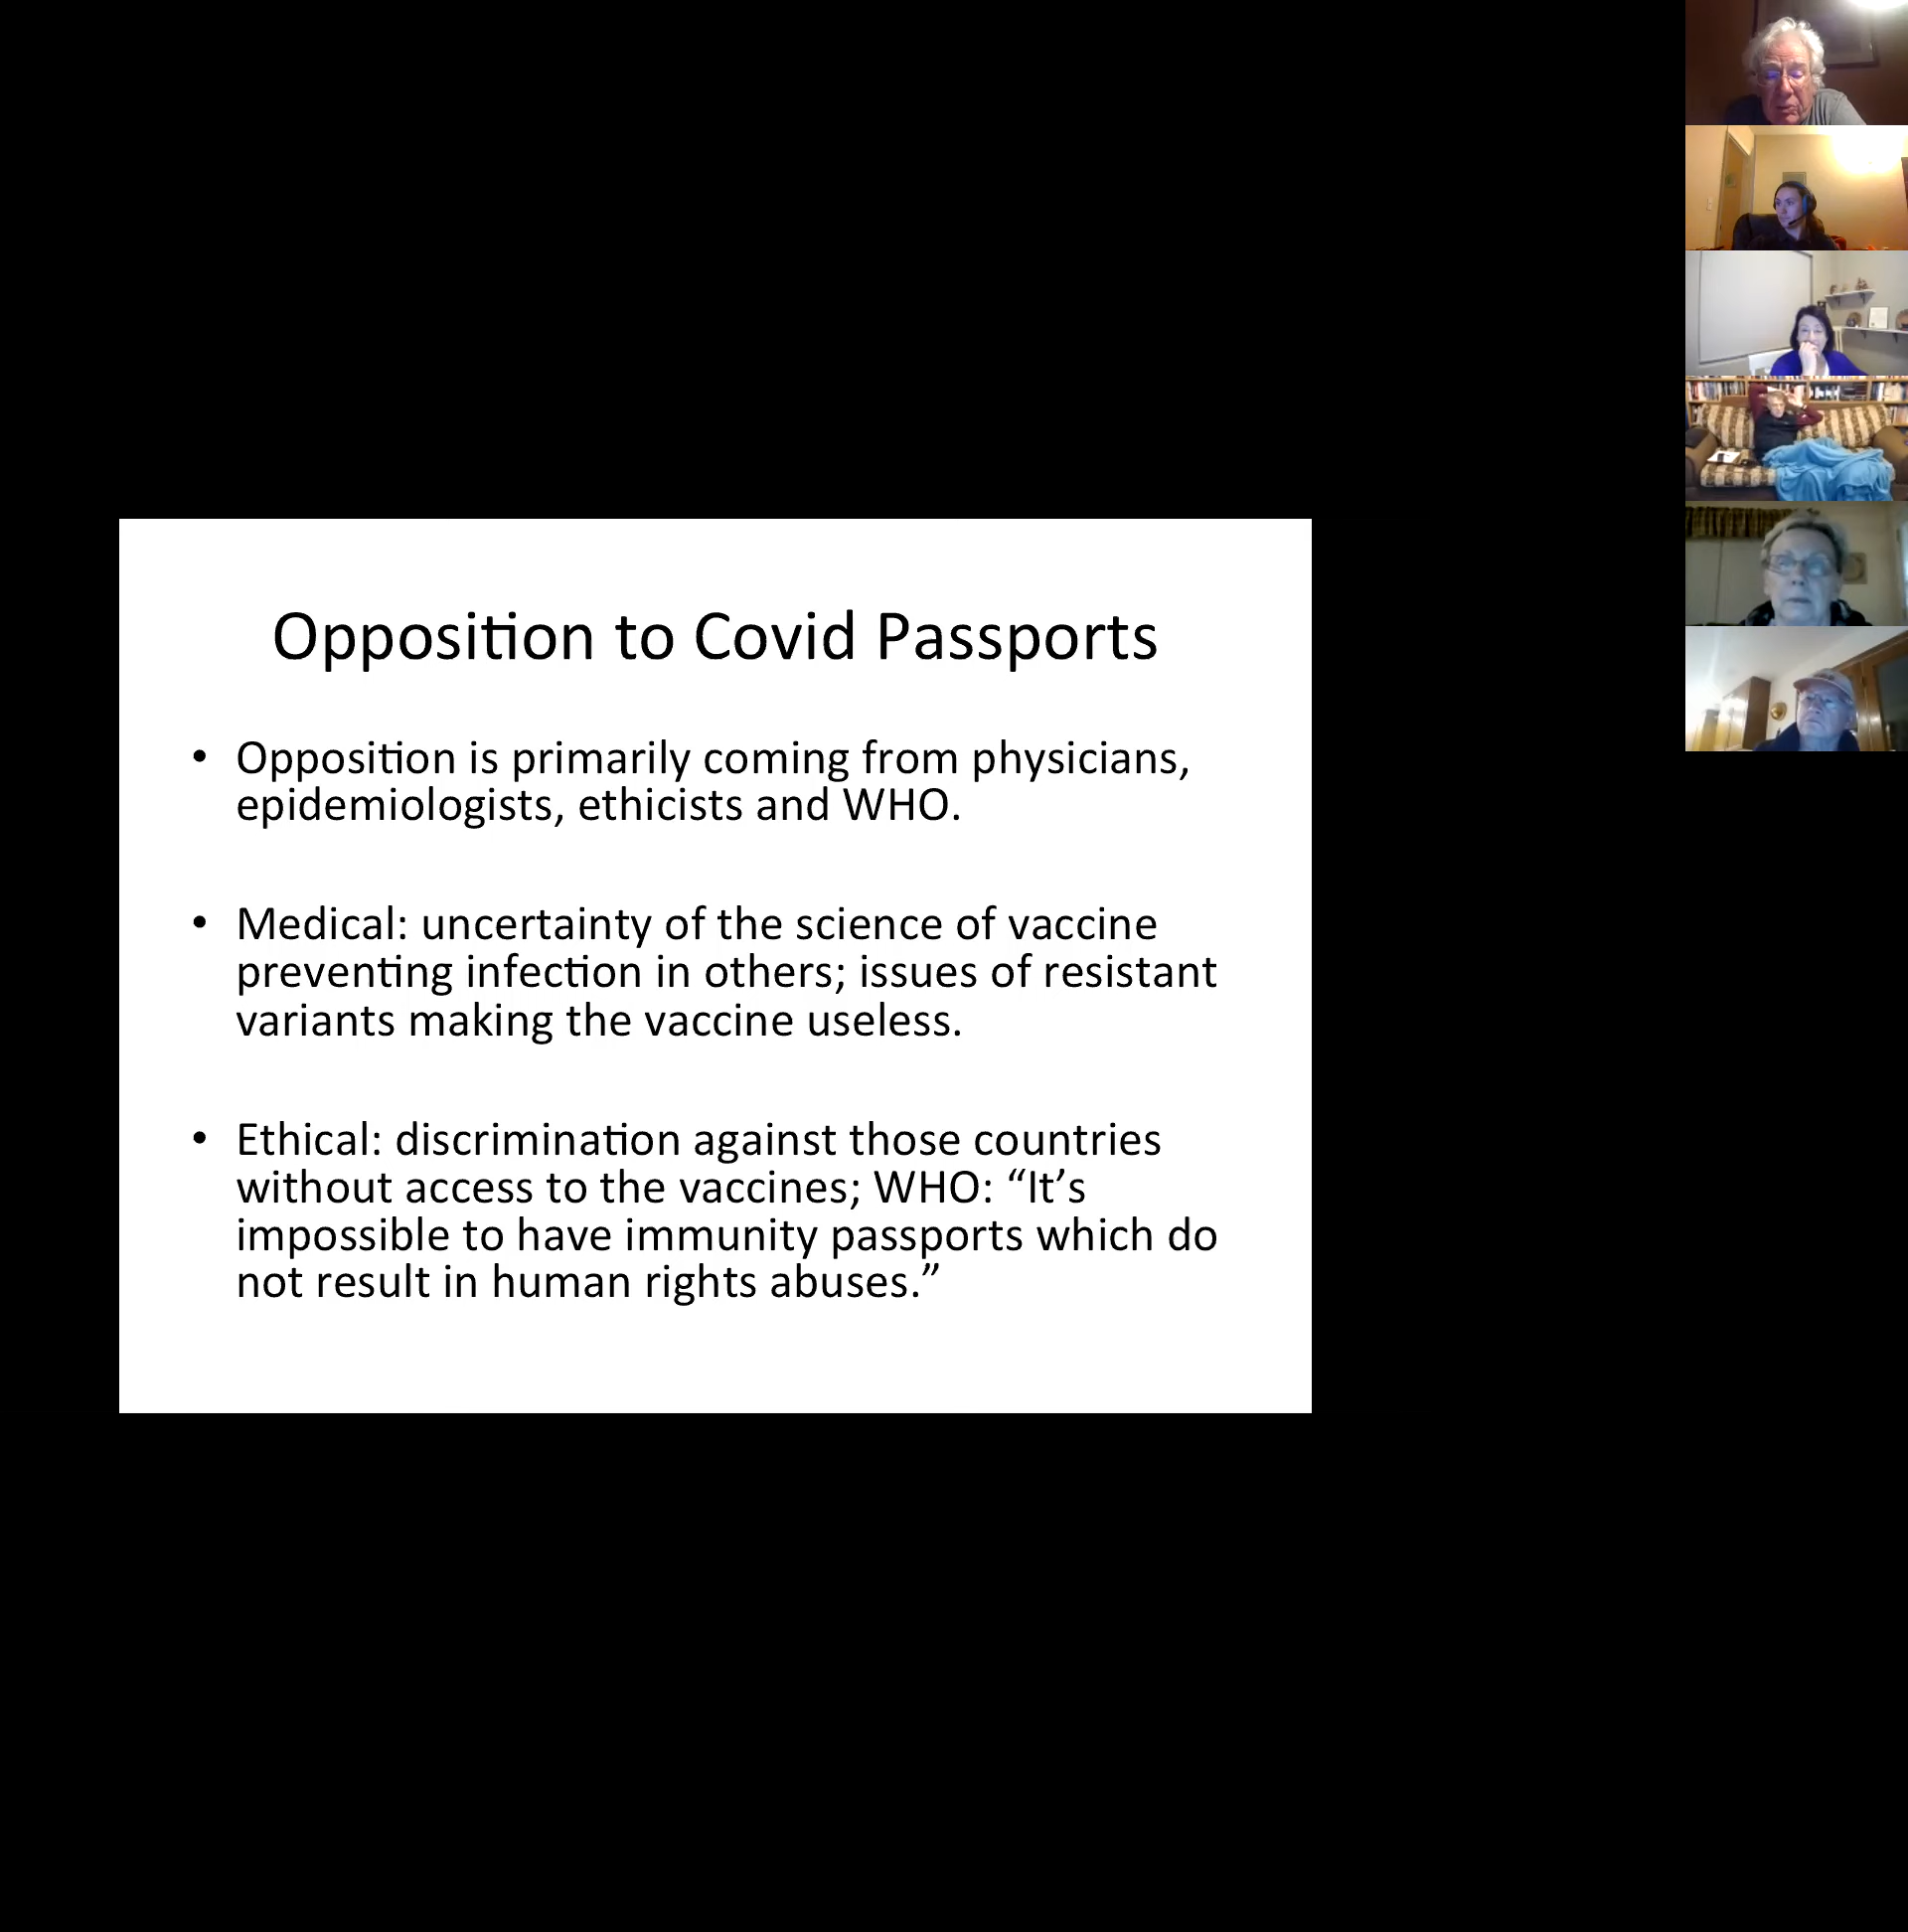 Opposition to Covid Passports
• Opposition is primarily coming from physicians,
epidemiologists, ethicists and WHO.
• Medical: uncertainty of the science of vaccine
preventing infection in others; issues of resistant
variants making the vaccine useless.
• Ethical: discrimination against those countries
without access to the vaccines; WHO: “It’s
impossible to have immunity passports which do
not result in human rights abuses.”